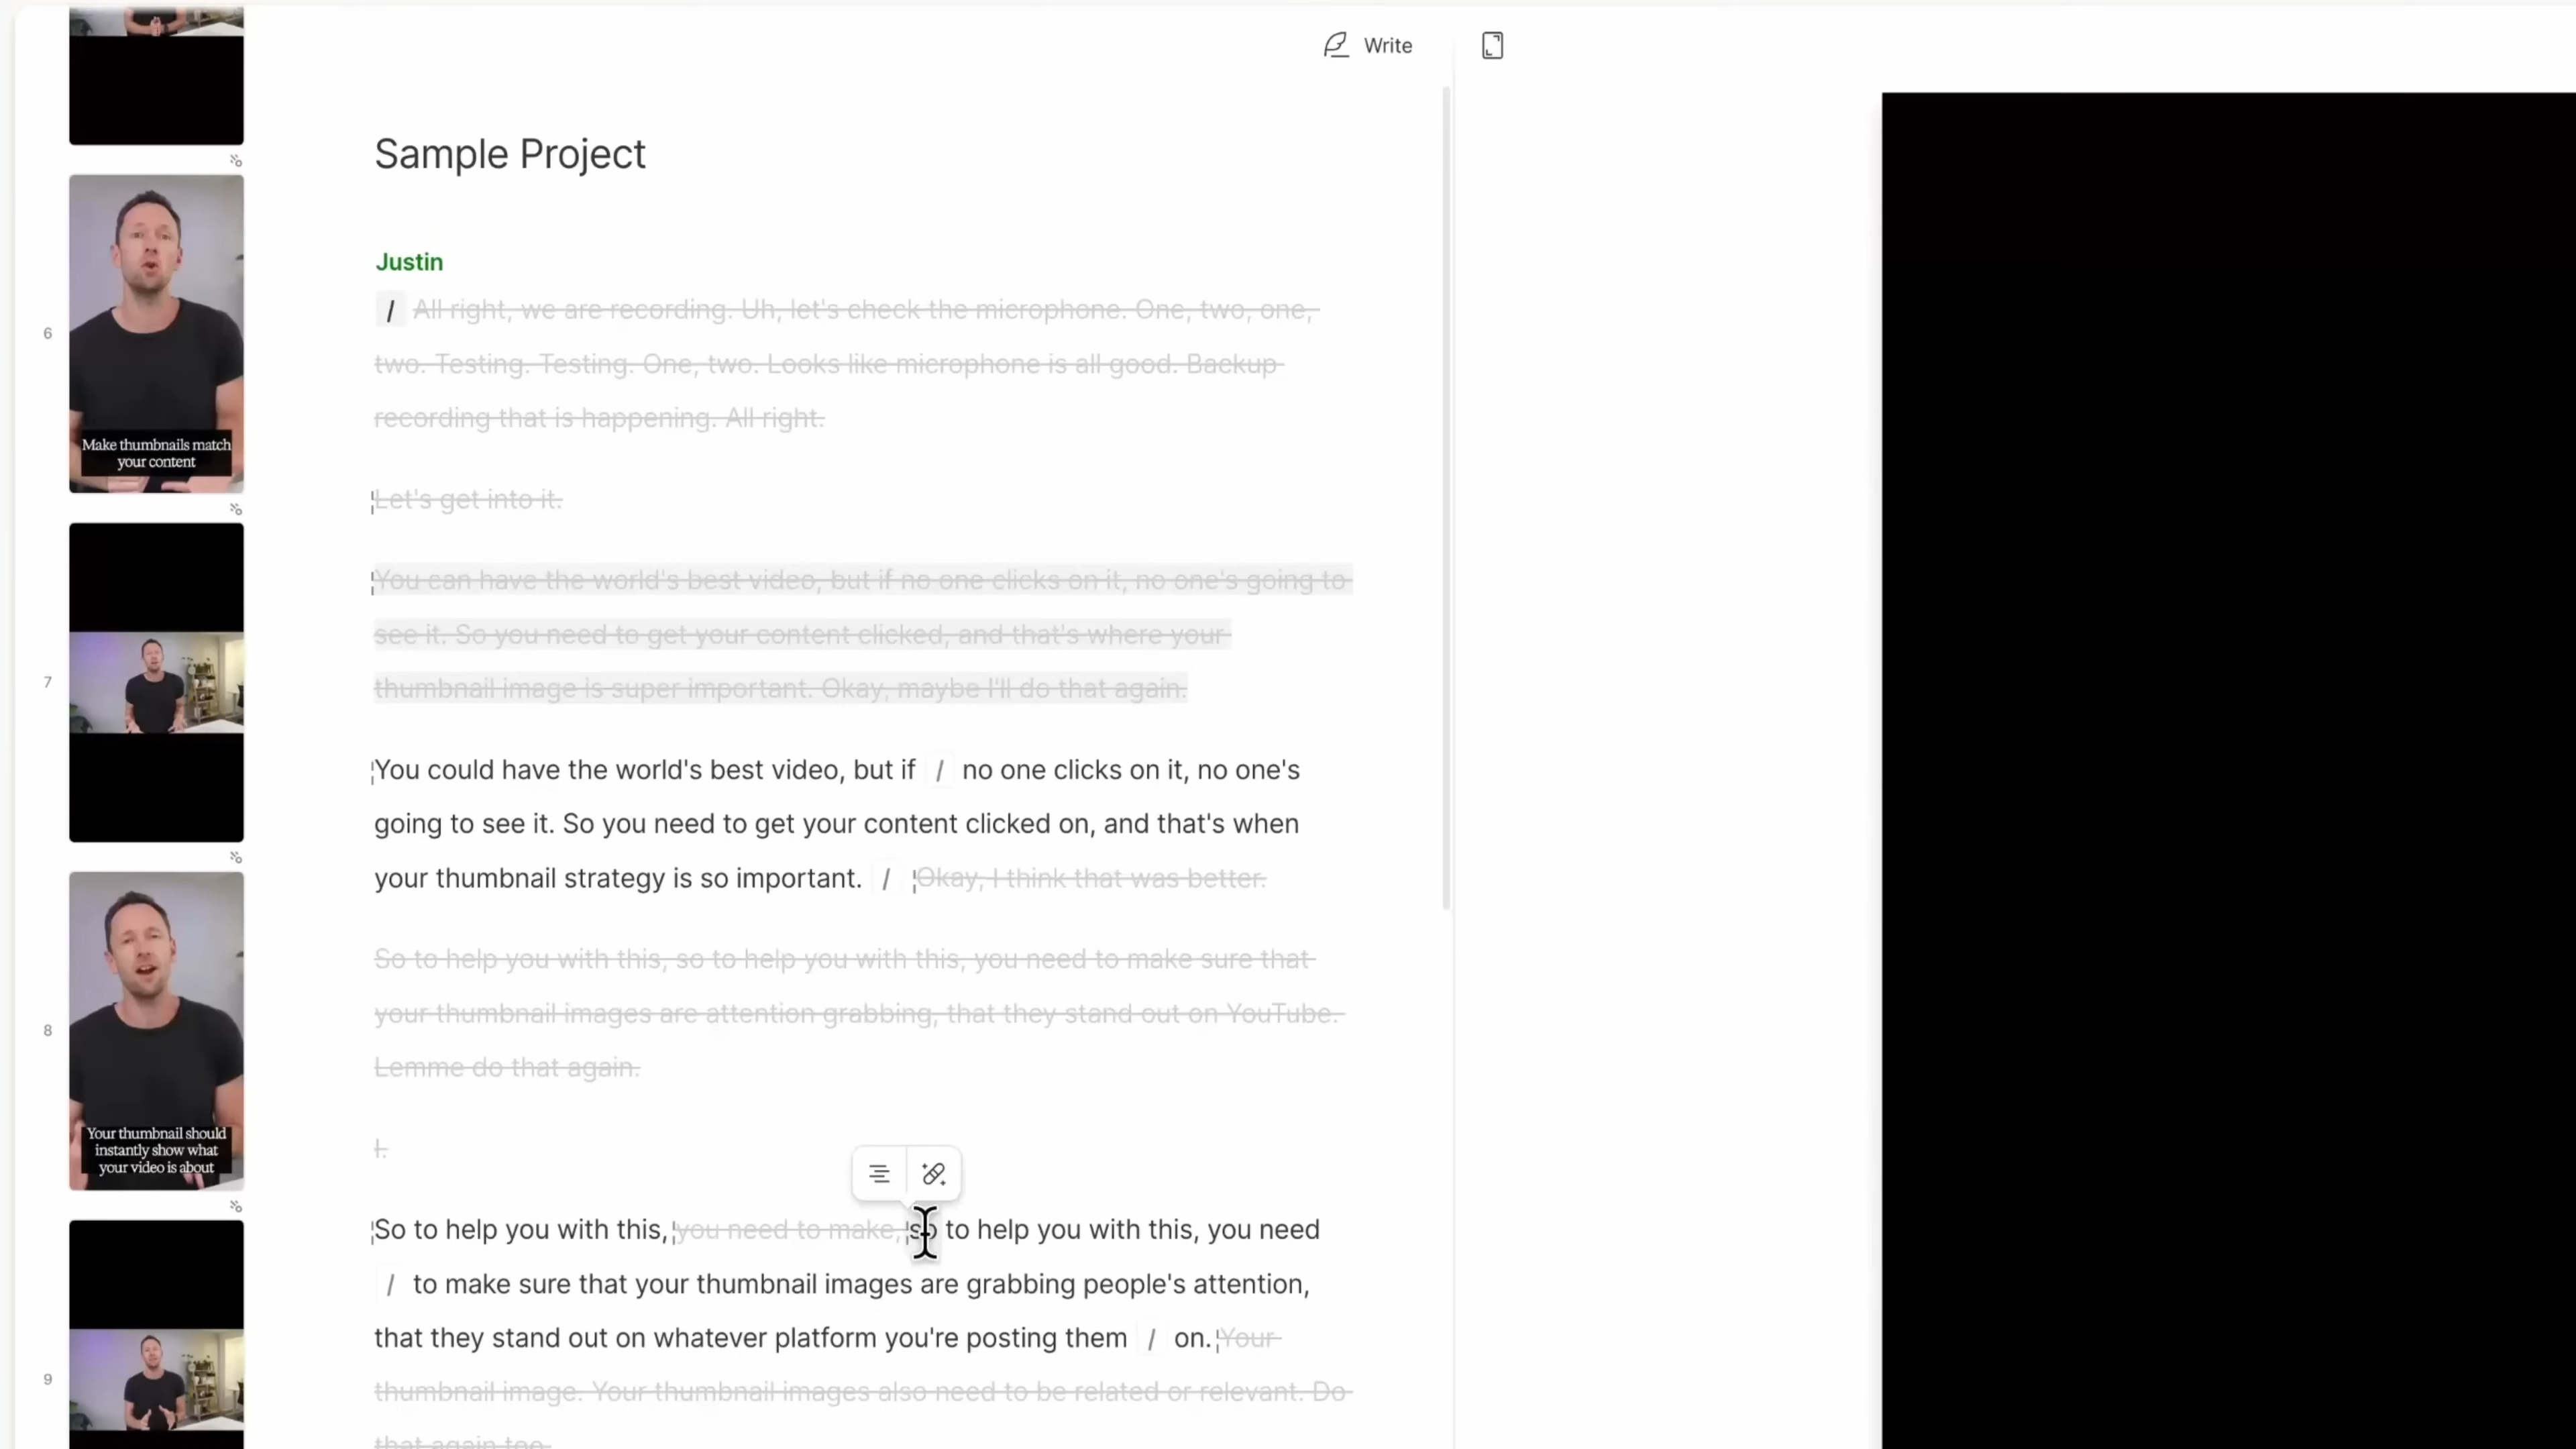 Write
Sample Project
Justin
/ All right, we are recording. Uh, let's check the microphone. One, two, one,
two. Testing. Testing. One, two. Looks like microphone is all good. Backup
recording that is happening. All right.
Let's get into it.
You can have the world's best video, but if no one clicks on it, no one's going to
see it. So you need to get your content clicked, and that's where your
thumbnail image is super important. Okay, maybe I'll do that again.
You could have the world's best video, but if / no one clicks on it, no one's
going to see it. So you need to get your content clicked on, and that's when
your thumbnail strategy is so important. / Okay, I think that was better.
So to help you with this, so to help you with this, you need to make sure that
your thumbnail images are attention grabbing, that they stand out on YouTube.
Lemme do that again.
I.
So to help you with this, you need to make, so to help you with this, you need
/ to make sure that your thumbnail images are grabbing people's attention,
that they stand out on whatever platform you're posting them / on. Your
thumbnail image. Your thumbnail images also need to be related or relevant. Do
that again too.
6
Make thumbnails match
your content
7
8
Your thumbnail should
instantly show what
your video is about
9